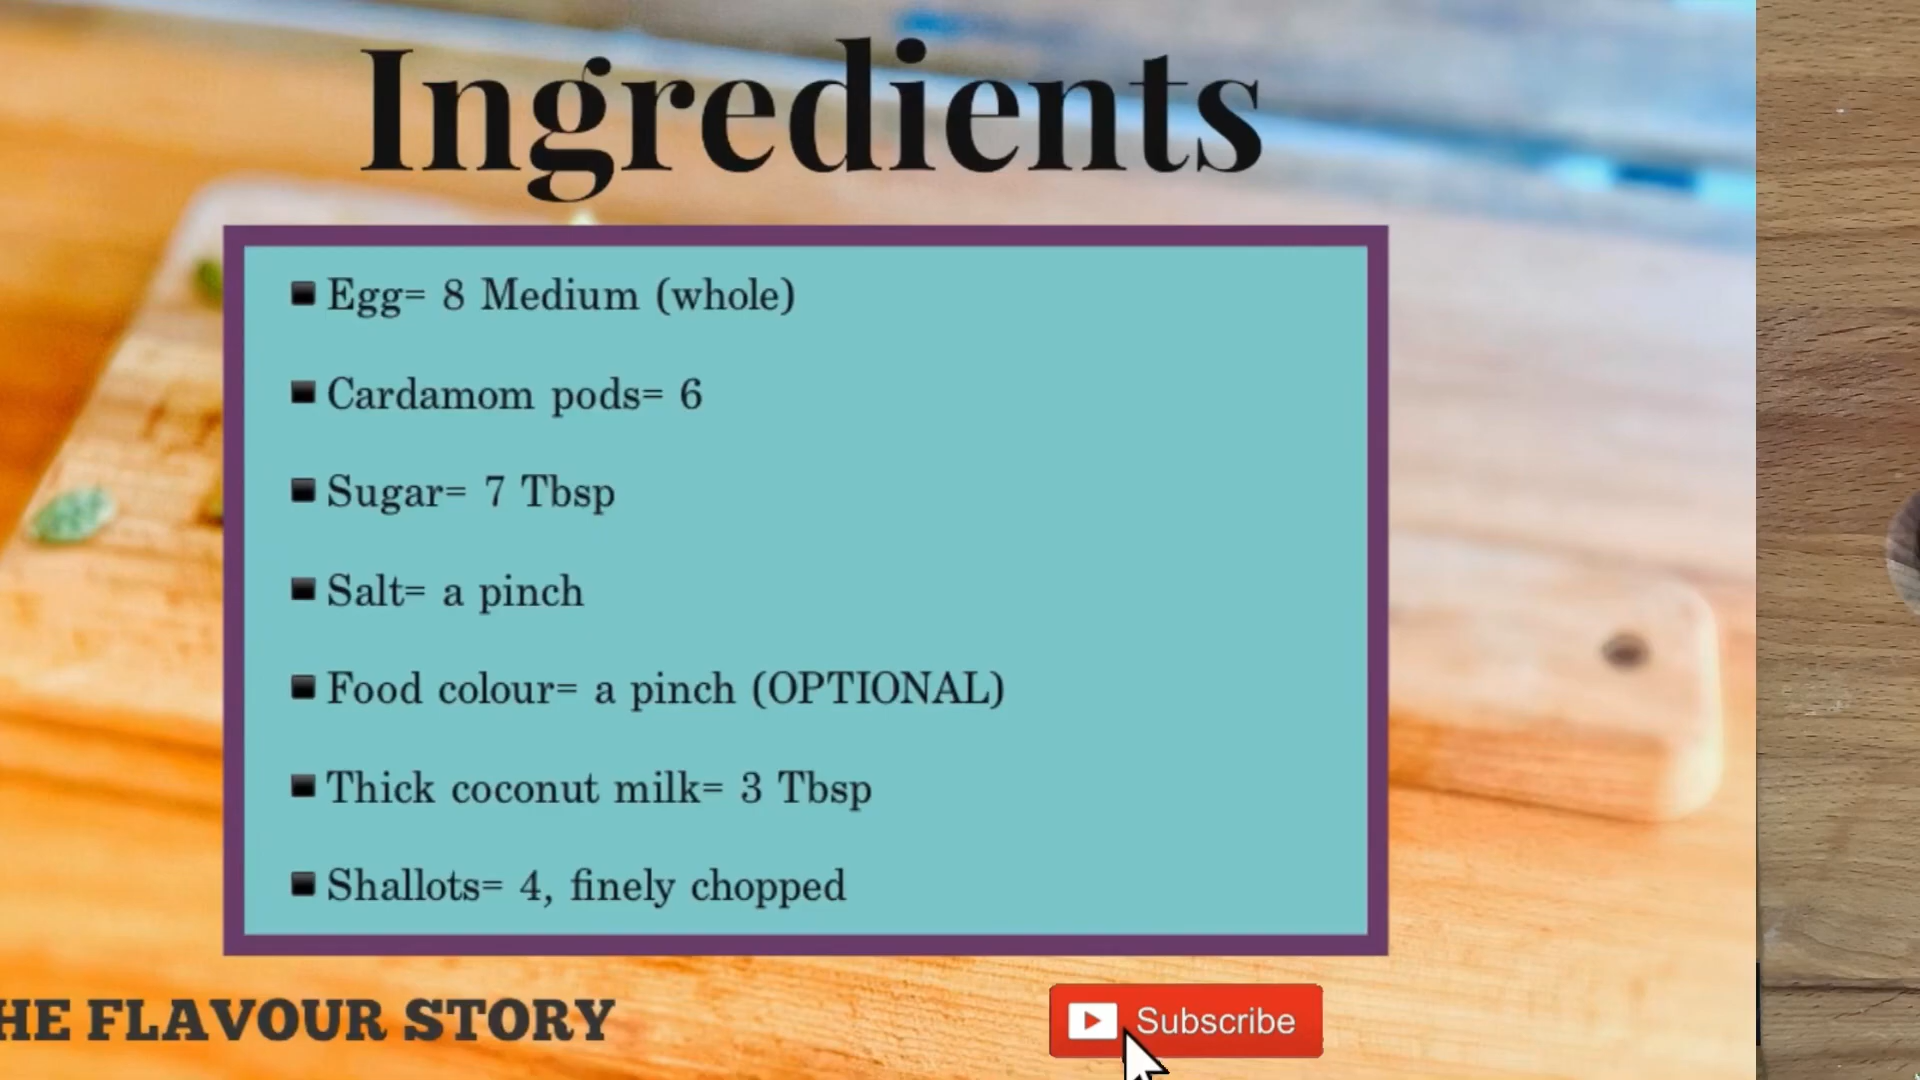 Ingredients
Egg= 8 Medium (whole)
Cardamom pods= 6
Sugar= 7 Tbsp
Salt= a pinch
Food colour= a pinch (OPTIONAL)
Thick coconut milk= 3 Tbsp
Shallots= 4, finely chopped
HE FLAVOUR STORY
Subscribe